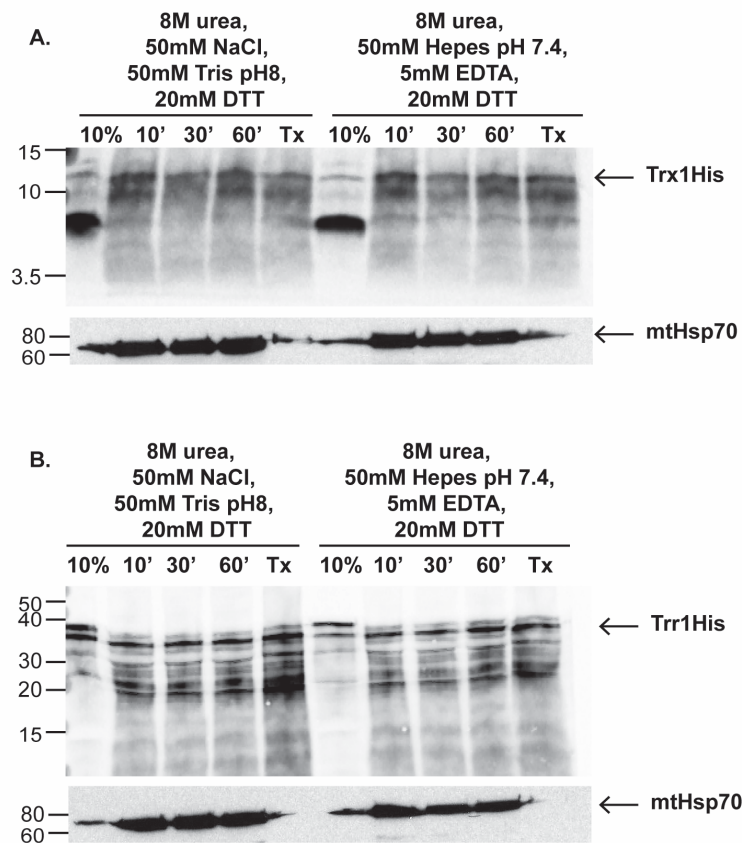 A.
8M urea,
50mM NaCl,
50mM Tris pH8,
20mM DTT
8M urea,
50mM Hepes pH 7.4,
5mM EDTA,
20mM DTT
10% 10’ 30’ 60’ Tx 10% 10’ 30’ 60’ Tx
15
10
3.5
Trx1His
80
60
mtHsp70
B.
8M urea,
50mM NaCl,
50mM Tris pH8,
20mM DTT
8M urea,
50mM Hepes pH 7.4,
5mM EDTA,
20mM DTT
10% 10’ 30’ 60’ Tx 10% 10’ 30’ 60’ Tx
50
40
30
20
15
Trr1His
80
60
mtHsp70